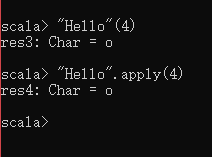 scala> "Hello"(4)
res3: Char = o
scala> "Hello".apply(4)
res4: Char = o
scala>